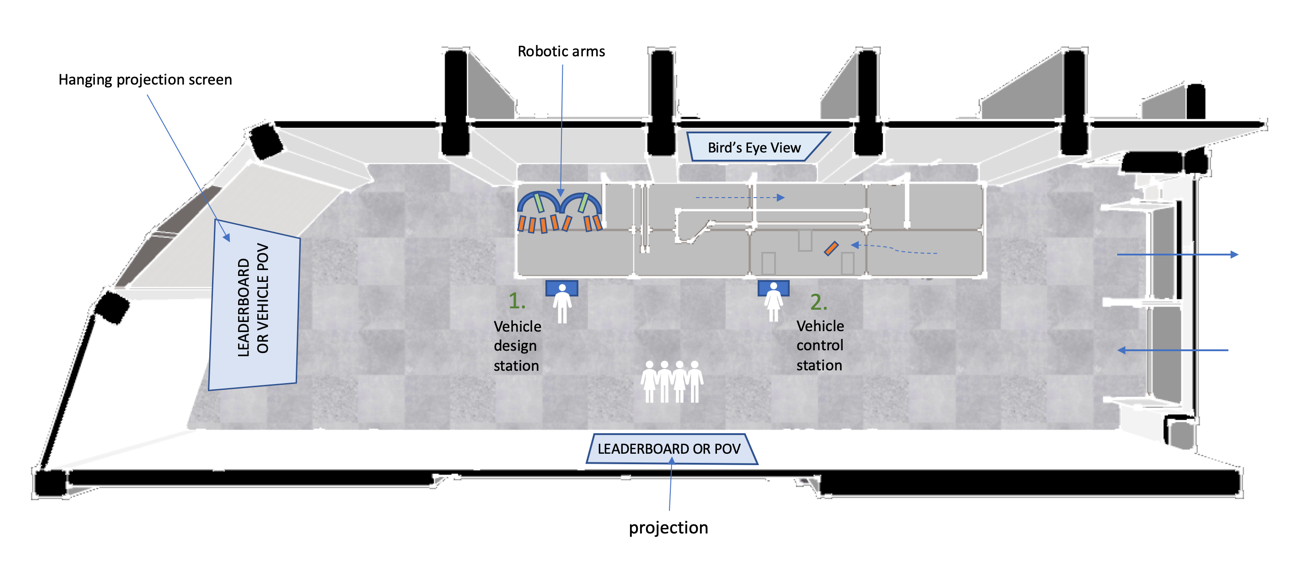 Robotic arms
Hanging projection screen
Bird’s Eye View
LEADERBOARD
OR VEHICLE POV
1.
Vehicle
design
station
2.
Vehicle
control
station
LEADERBOARD OR POV
projection